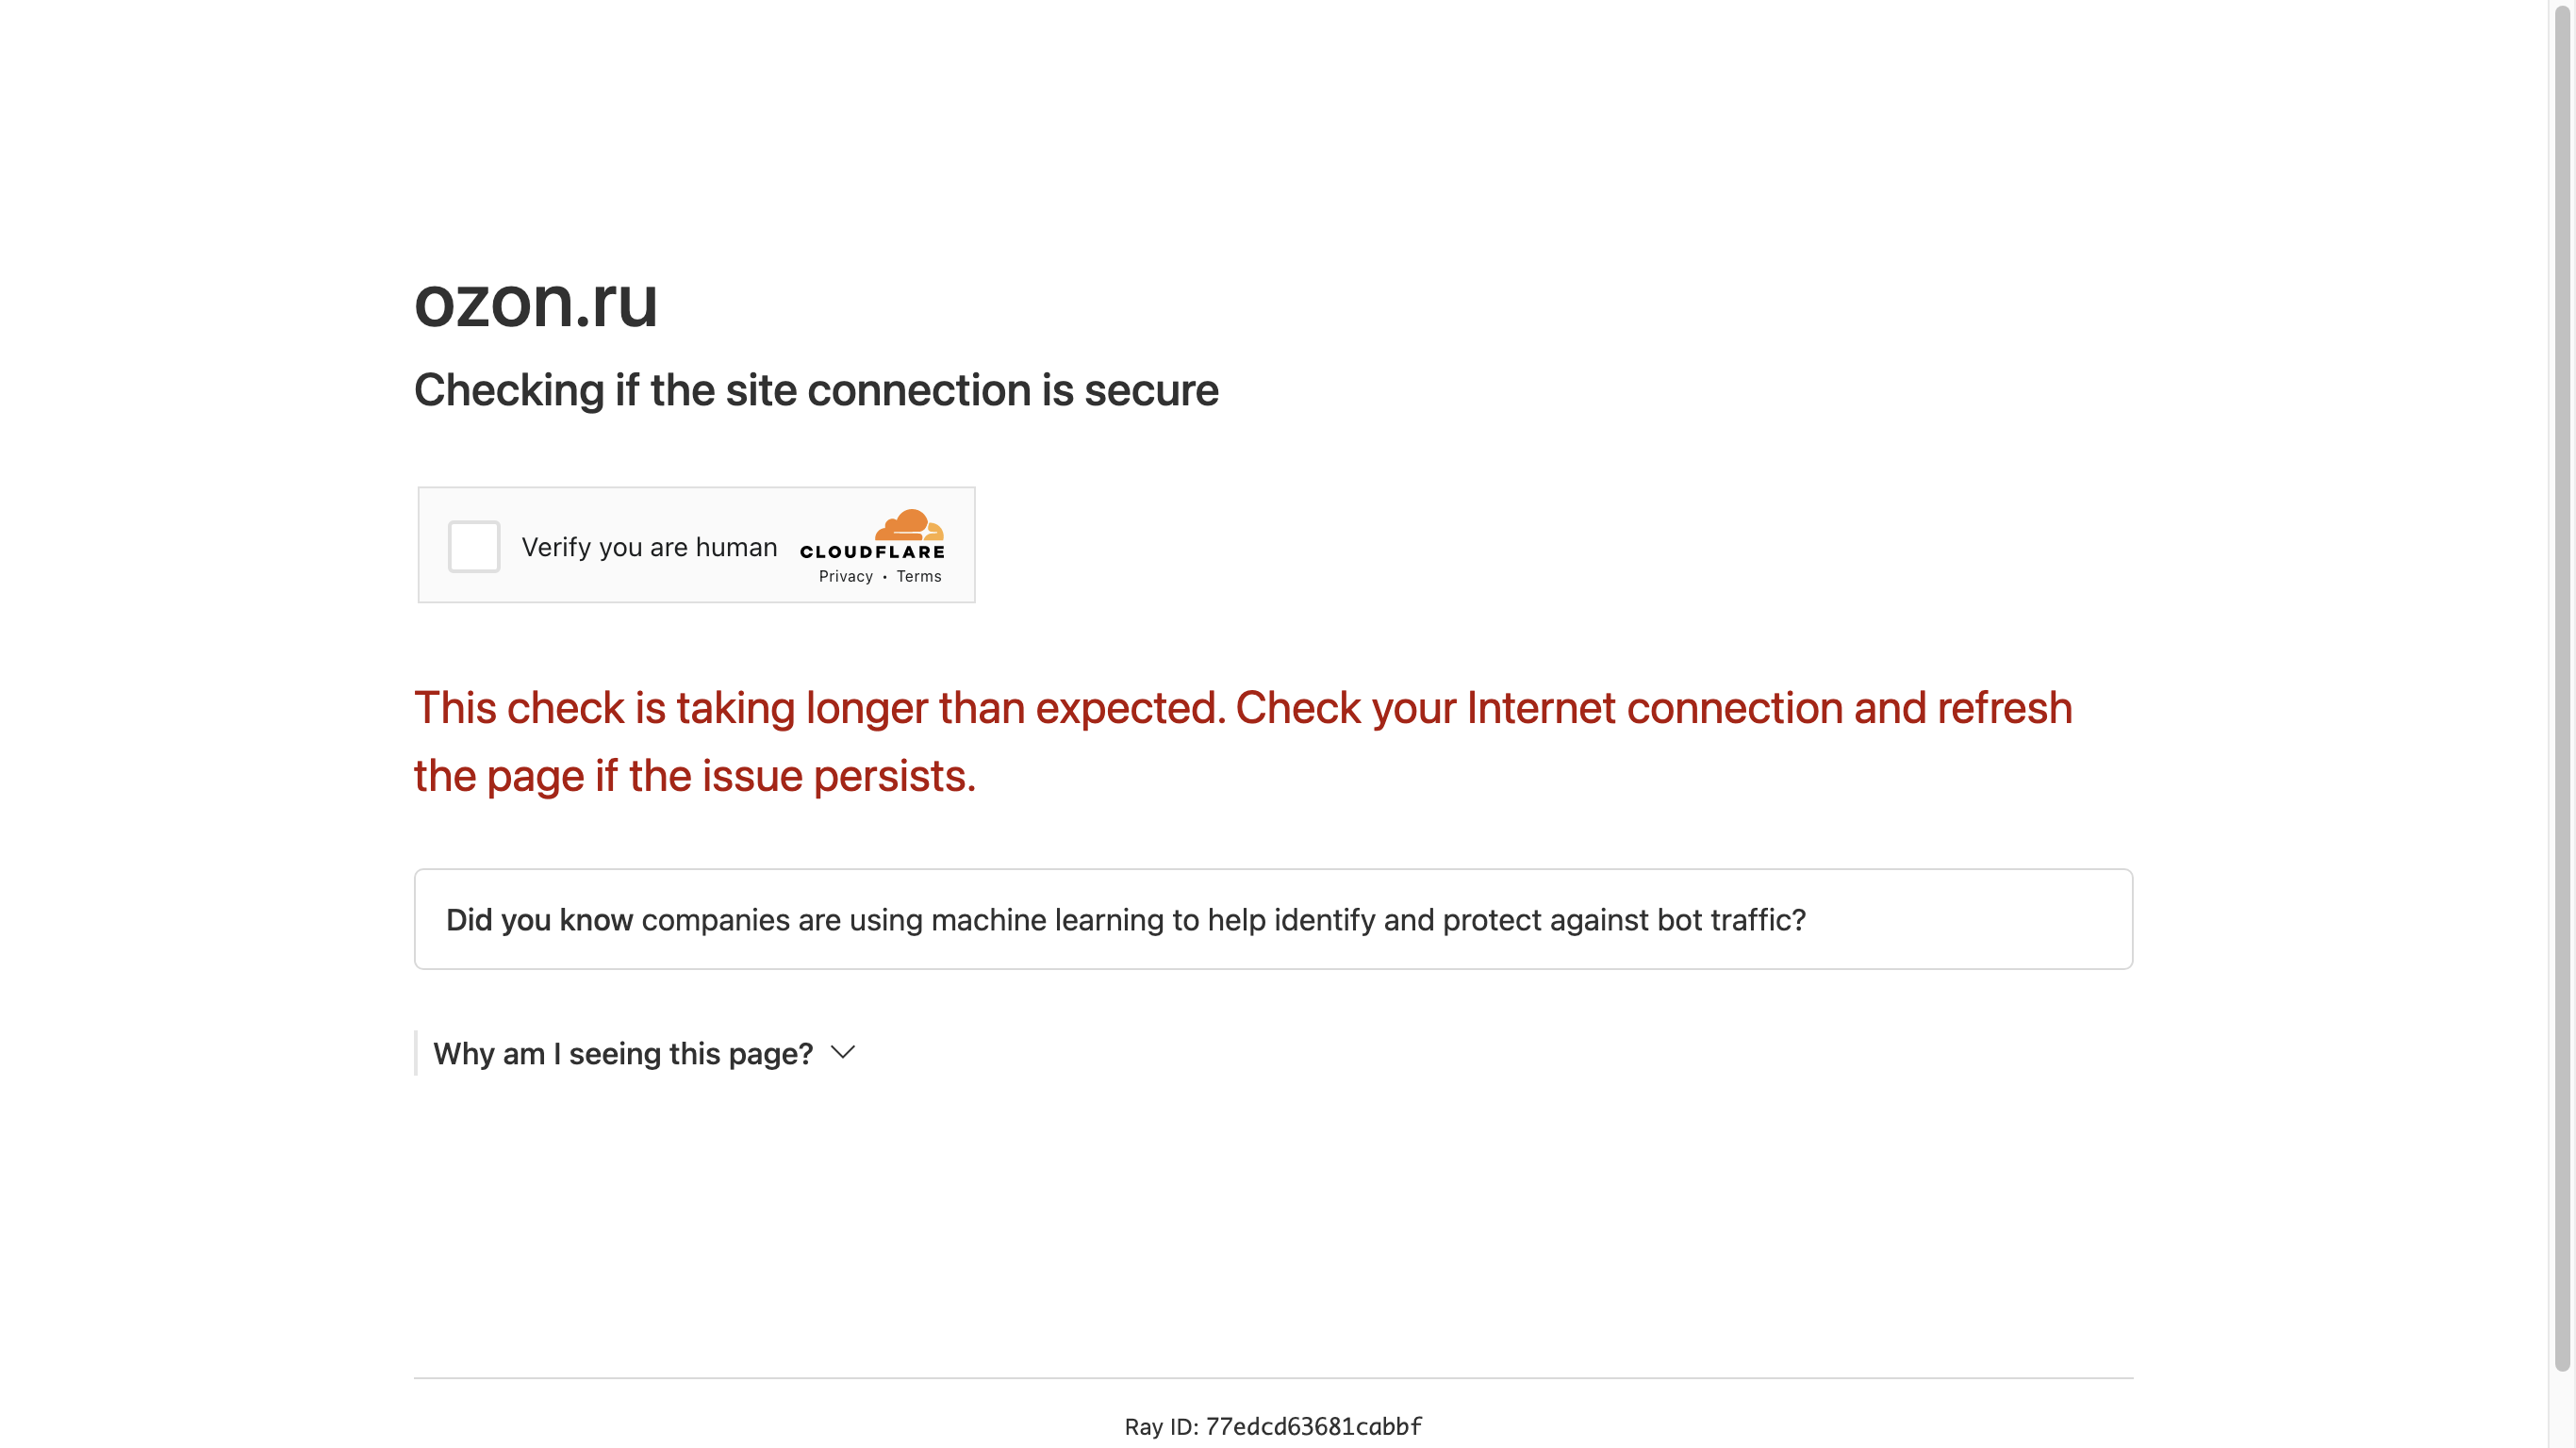 ozon.ru
Checking if the site connection is secure
Verify you are human
CLOUDFLARE
Privacy • Terms
This check is taking longer than expected. Check your Internet connection and refresh
the page if the issue persists.
Did you know companies are using machine learning to help identify and protect against bot traffic?
Why am I seeing this page?
Ray ID: 77edcd63681cabbf